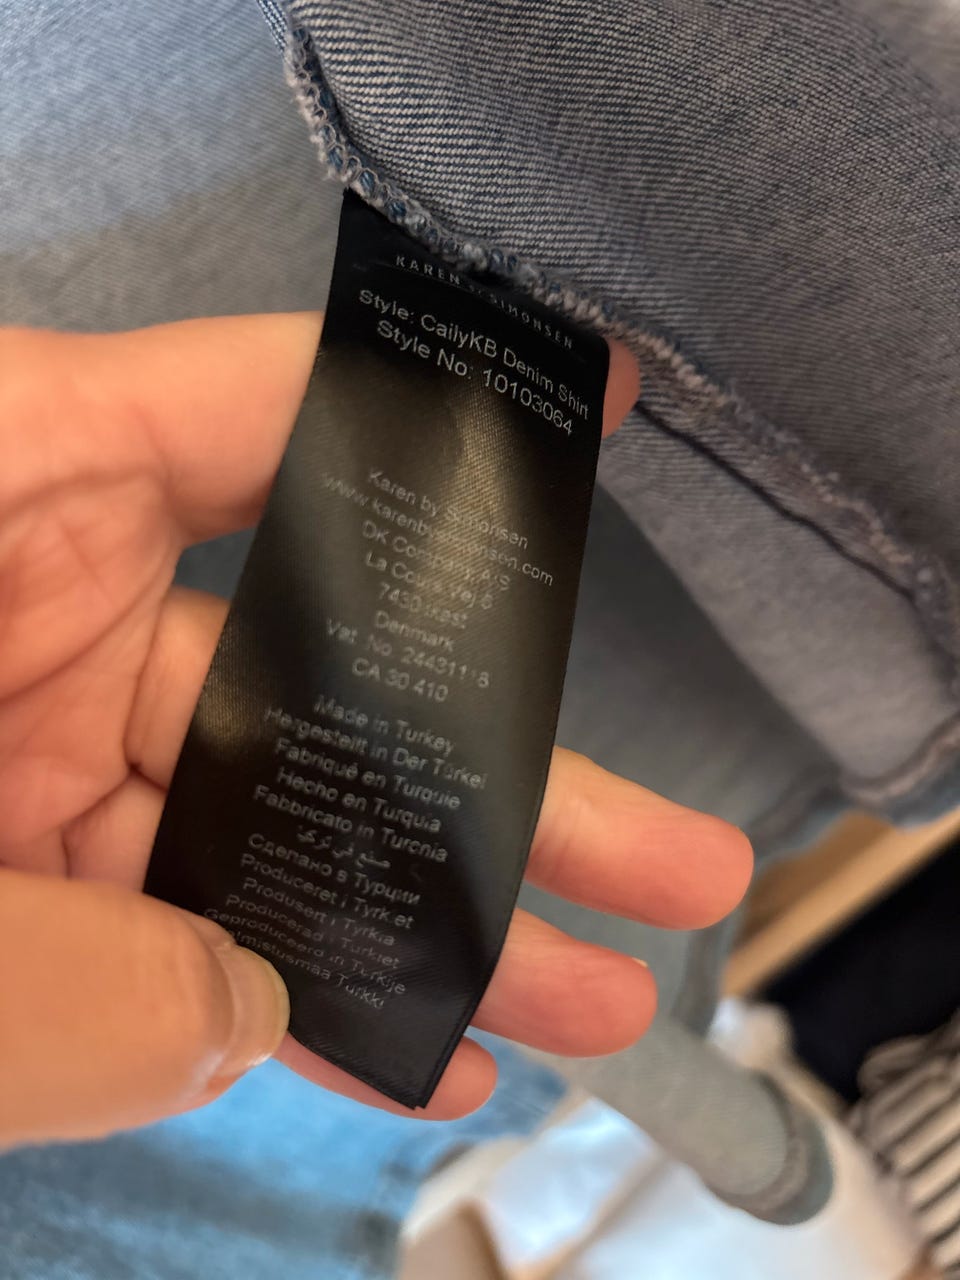 KAREN BY SIMONSEN
Style: CailyKB Denim Shirt
Style No: 10103064
Karen by Simonsen
www.karenbysimonsen.com
DK Company A/S
La Cours Vej 6
7430 Ikast
Denmark
Vat. No. 24431118
CA 30 410
Made in Turkey
Hergestellt in Der Türkei
Fabriqué en Turquie
Hecho en Turquia
Fabbricato in Turchia
صنع في تركيا
Сделано в Турции
Produceret i Tyrkiet
Produsert i Tyrkia
Producerad i Turkiet
Geproduceerd in Turkije
Turkki